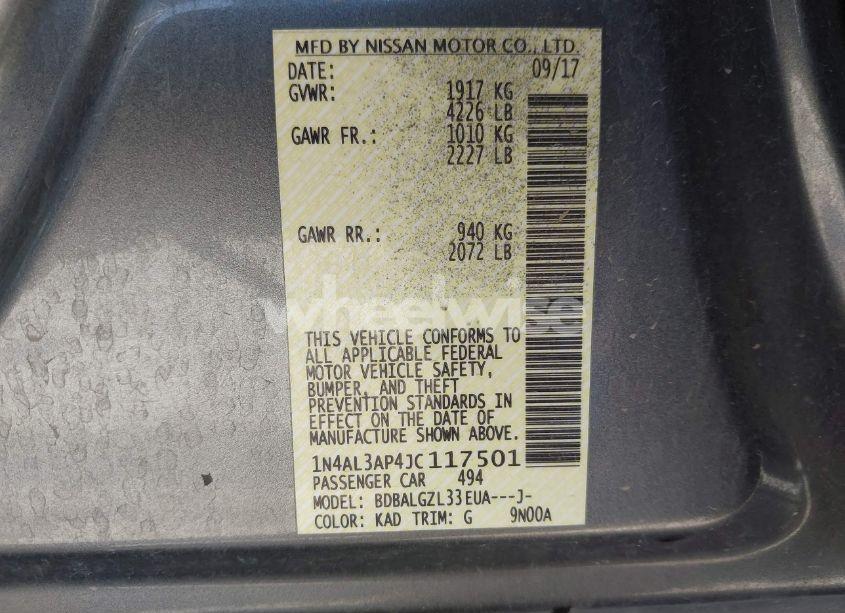 MFD BY NISSAN MOTOR CO., LTD.
DATE: 09/17
GVWR: 1917 KG
4226 LB
GAWR FR.: 1010 KG
2227 LB
GAWR RR.: 940 KG
2072 LB
wheelwise
THIS VEHICLE CONFORMS TO
ALL APPLICABLE FEDERAL
MOTOR VEHICLE SAFETY,
BUMPER, AND THEFT
PREVENTION STANDARDS IN
EFFECT ON THE DATE OF
MANUFACTURE SHOWN ABOVE.
1N4AL3AP4JC117501
PASSENGER CAR 494
MODEL: BDBALGZL33EUA---J-
COLOR: KAD TRIM: G 9N00A